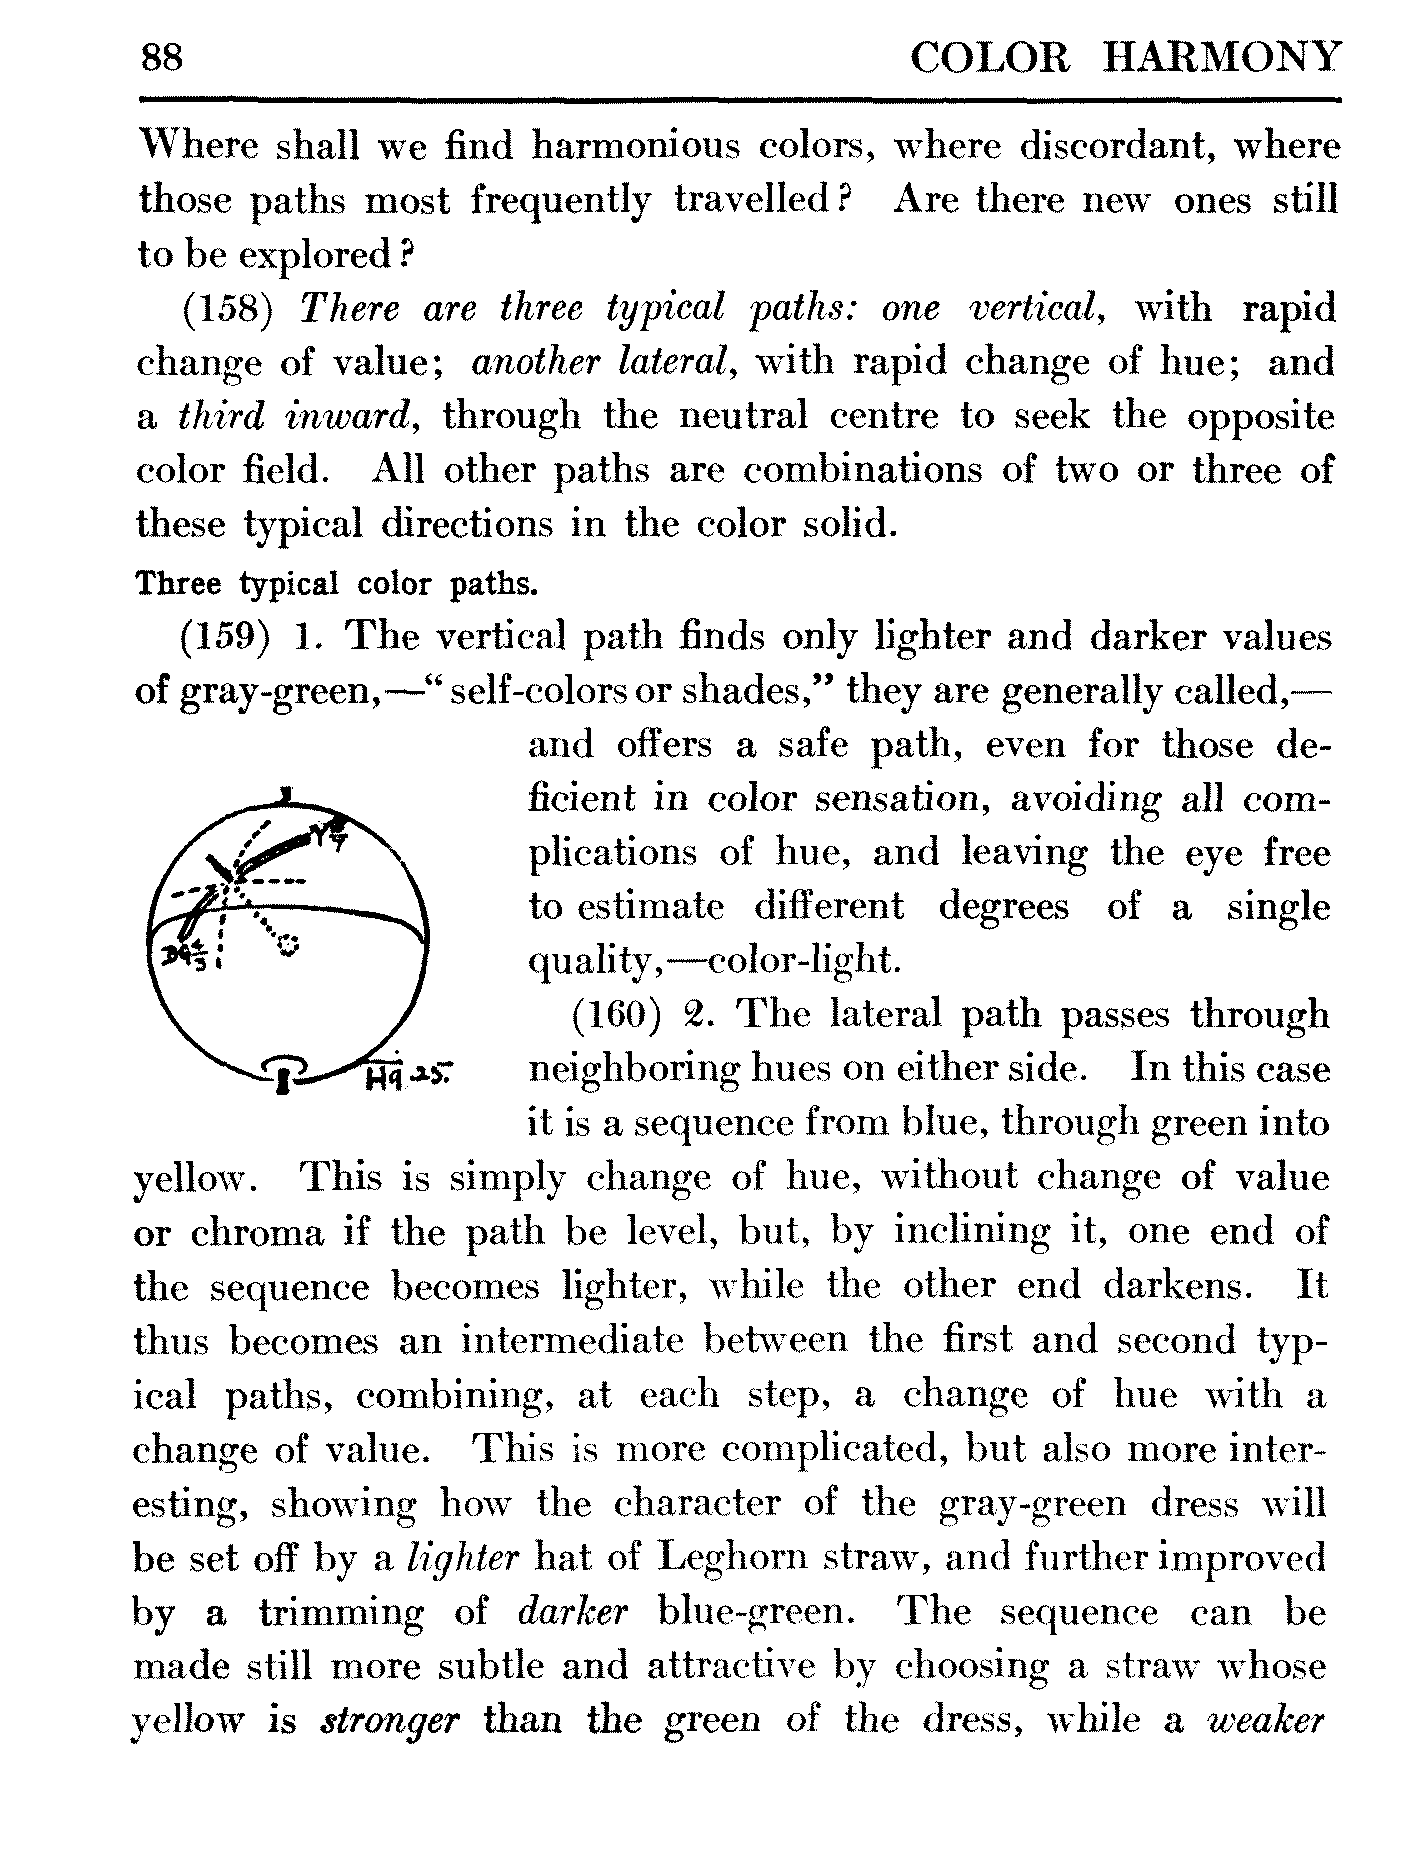 88 COLOR HARMONY
Where shall we find harmonious colors, where discordant, where
those paths most frequently travelled? Are there new ones still
to be explored?
(158) There are three typical paths: one vertical, with rapid
change of value; another lateral, with rapid change of hue; and
a third inward, through the neutral centre to seek the opposite
color field. All other paths are combinations of two or three of
these typical directions in the color solid.
Three typical color paths.
(159) 1. The vertical path finds only lighter and darker values
of gray-green,—“self-colors or shades,” they are generally called,—
and offers a safe path, even for those de-
ficient in color sensation, avoiding all com-
plications of hue, and leaving the eye free
to estimate different degrees of a single
quality,—color-light.
(160) 2. The lateral path passes through
neighboring hues on either side. In this case
it is a sequence from blue, through green into
yellow. This is simply change of hue, without change of value
or chroma if the path be level, but, by inclining it, one end of
the sequence becomes lighter, while the other end darkens. It
thus becomes an intermediate between the first and second typ-
ical paths, combining, at each step, a change of hue with a
change of value. This is more complicated, but also more inter-
esting, showing how the character of the gray-green dress will
be set off by a lighter hat of Leghorn straw, and further improved
by a trimming of darker blue-green. The sequence can be
made still more subtle and attractive by choosing a straw whose
yellow is stronger than the green of the dress, while a weaker
BG 4/3
25.